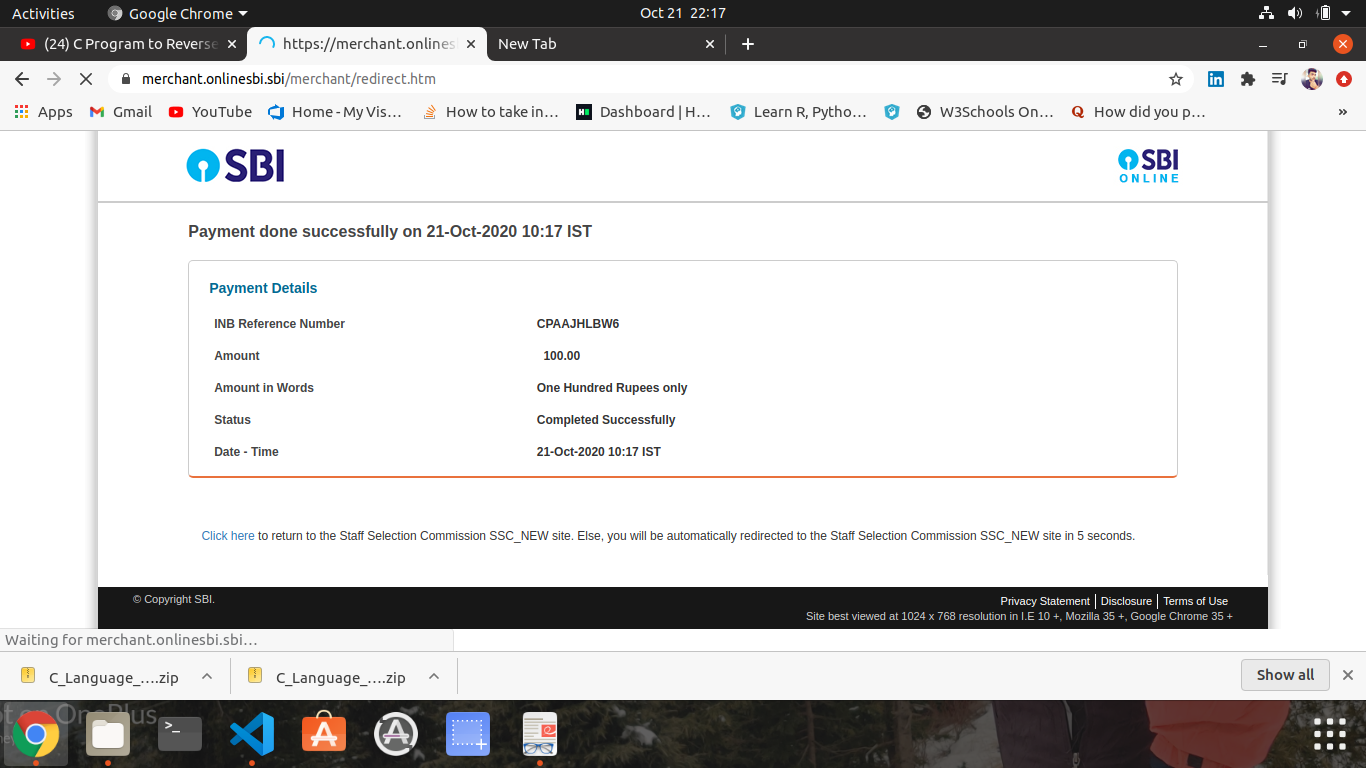 Activities Google Chrome Oct 21 22:17
(24) C Program to Reverse https://merchant.onlines New Tab
merchant.onlinesbi.sbi/merchant/redirect.htm
Apps Gmail YouTube Home - My Vis… How to take in… Dashboard | H… Learn R, Pytho… W3Schools On… How did you p… »
SBI SBI
ONLINE
Payment done successfully on 21-Oct-2020 10:17 IST
Payment Details
INB Reference Number CPAAJHLBW6
Amount 100.00
Amount in Words One Hundred Rupees only
Status Completed Successfully
Date - Time 21-Oct-2020 10:17 IST
Click here to return to the Staff Selection Commission SSC_NEW site. Else, you will be automatically redirected to the Staff Selection Commission SSC_NEW site in 5 seconds.
© Copyright SBI. Privacy Statement Disclosure Terms of Use
Site best viewed at 1024 x 768 resolution in I.E 10 +, Mozilla 35 +, Google Chrome 35 +
Waiting for merchant.onlinesbi.sbi…
C_Language_….zip C_Language_….zip Show all
on OnePlus